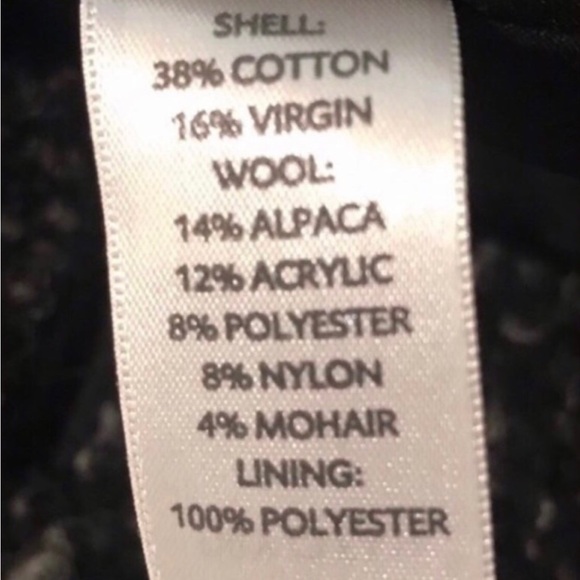 SHELL:
38% COTTON
16% VIRGIN
WOOL:
14% ALPACA
12% ACRYLIC
8% POLYESTER
8% NYLON
4% MOHAIR
LINING:
100% POLYESTER